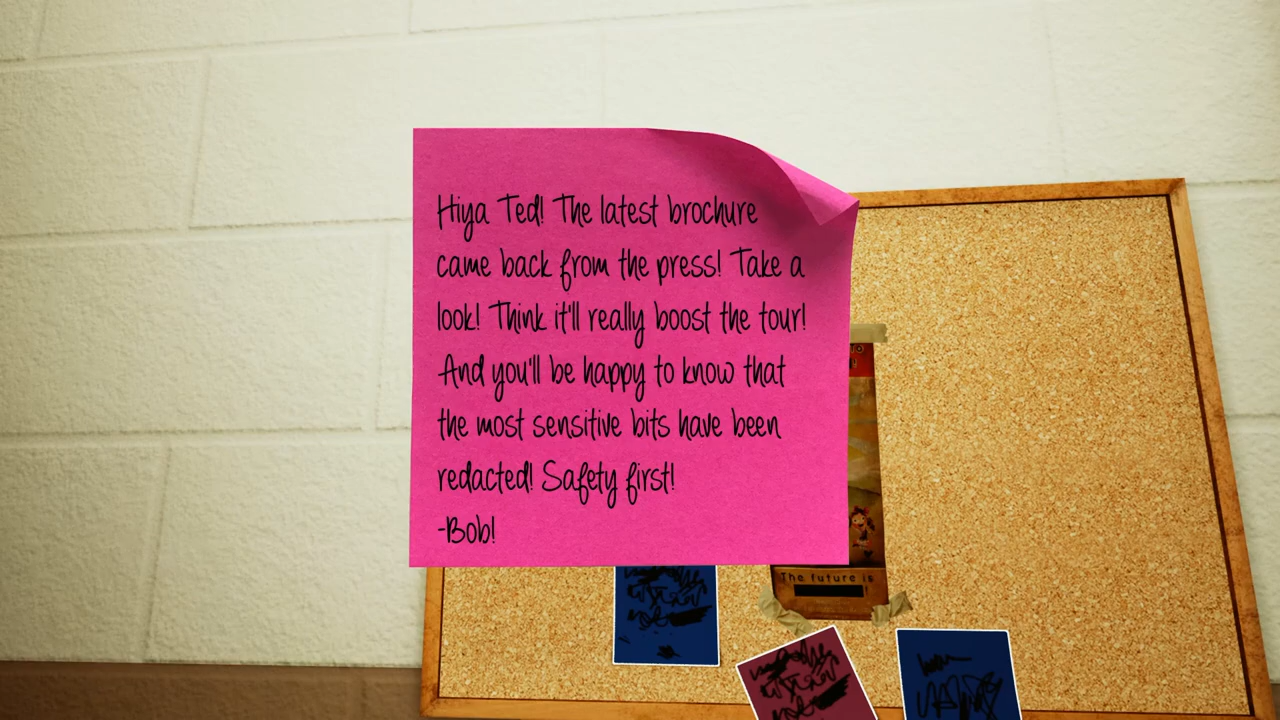 Hiya Ted! The latest brochure
came back from the press! Take a
look! Think it'll really boost the tour!
And you'll be happy to know that
the most sensitive bits have been
redacted! Safety first!
-Bob!
The future is